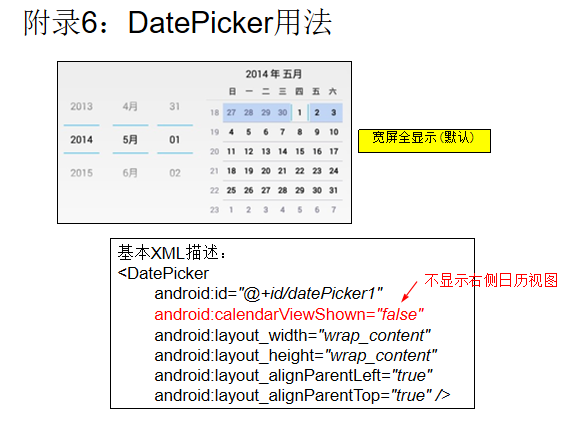 附录6：DatePicker用法
2014 年 五月
日 一 二 三 四 五 六
2013 4月 31
18 27 28 29 30 1 2 3
2014 5月 01
19 4 5 6 7 8 9 10
20 11 12 13 14 15 16 17
2015 6月 02
21 18 19 20 21 22 23 24
22 25 26 27 28 29 30 31
23 1 2 3 4 5 6 7
宽屏全显示(默认)
基本XML描述：
<DatePicker
android:id="@+id/datePicker1"
不显示右侧日历视图
android:calendarViewShown="false"
android:layout_width="wrap_content"
android:layout_height="wrap_content"
android:layout_alignParentLeft="true"
android:layout_alignParentTop="true" />